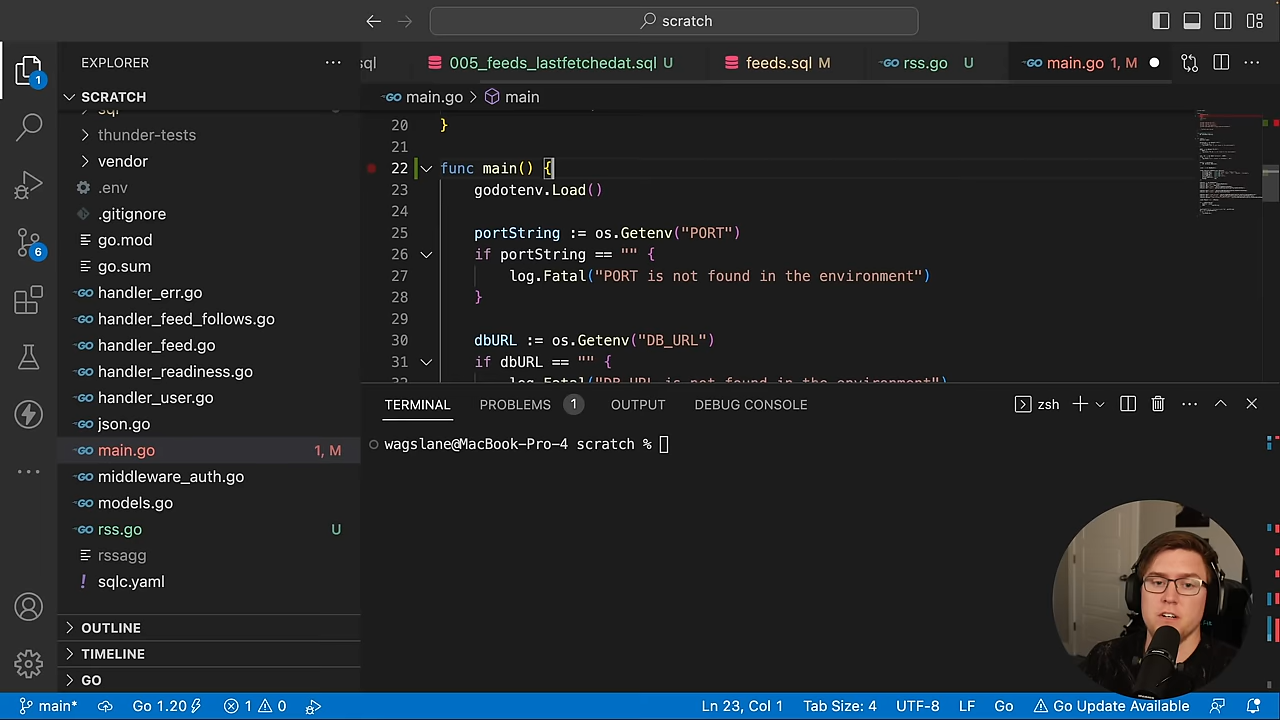 scratch
EXPLORER
SCRATCH
sql
thunder-tests
vendor
.env
.gitignore
go.mod
go.sum
handler_err.go
handler_feed_follows.go
handler_feed.go
handler_readiness.go
handler_user.go
json.go
main.go 1, M
middleware_auth.go
models.go
rss.go U
rssagg
! sqlc.yaml
OUTLINE
TIMELINE
GO
1
6
sql 005_feeds_lastfetchedat.sql U feeds.sql M GO rss.go U GO main.go 1, M
GO main.go > main
20 }
21
22 func main() {
23 godotenv.Load()
24
25 portString := os.Getenv("PORT")
26 if portString == "" {
27 log.Fatal("PORT is not found in the environment")
28 }
29
30 dbURL := os.Getenv("DB_URL")
31 if dbURL == "" {
32 log.Fatal("DB_URL is not found in the environment")
TERMINAL PROBLEMS 1 OUTPUT DEBUG CONSOLE zsh
wagslane@MacBook-Pro-4 scratch %
main* Go 1.20 1 0 Ln 23, Col 1 Tab Size: 4 UTF-8 LF Go Go Update Available